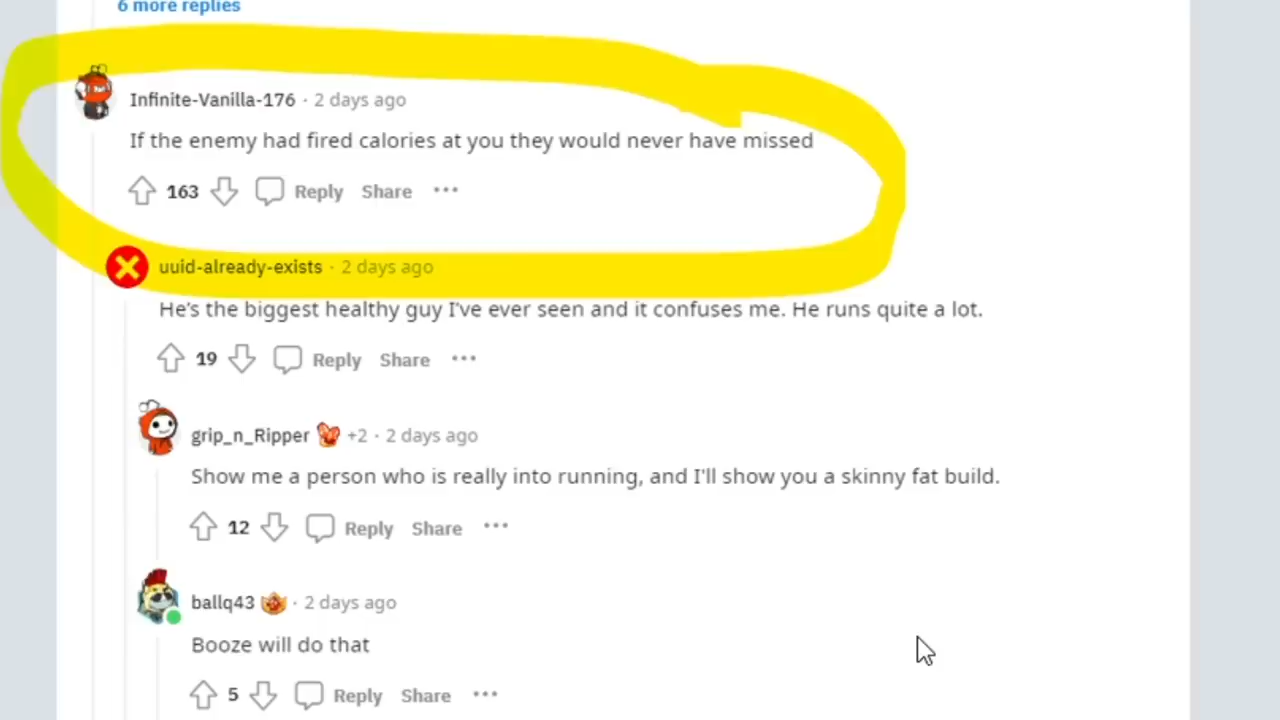 6 more replies
Infinite-Vanilla-176 · 2 days ago
If the enemy had fired calories at you they would never have missed
163 Reply Share ···
uuid-already-exists · 2 days ago
He's the biggest healthy guy I've ever seen and it confuses me. He runs quite a lot.
19 Reply Share ···
grip_n_Ripper +2 · 2 days ago
Show me a person who is really into running, and I'll show you a skinny fat build.
12 Reply Share ···
ballq43 · 2 days ago
Booze will do that
5 Reply Share ···